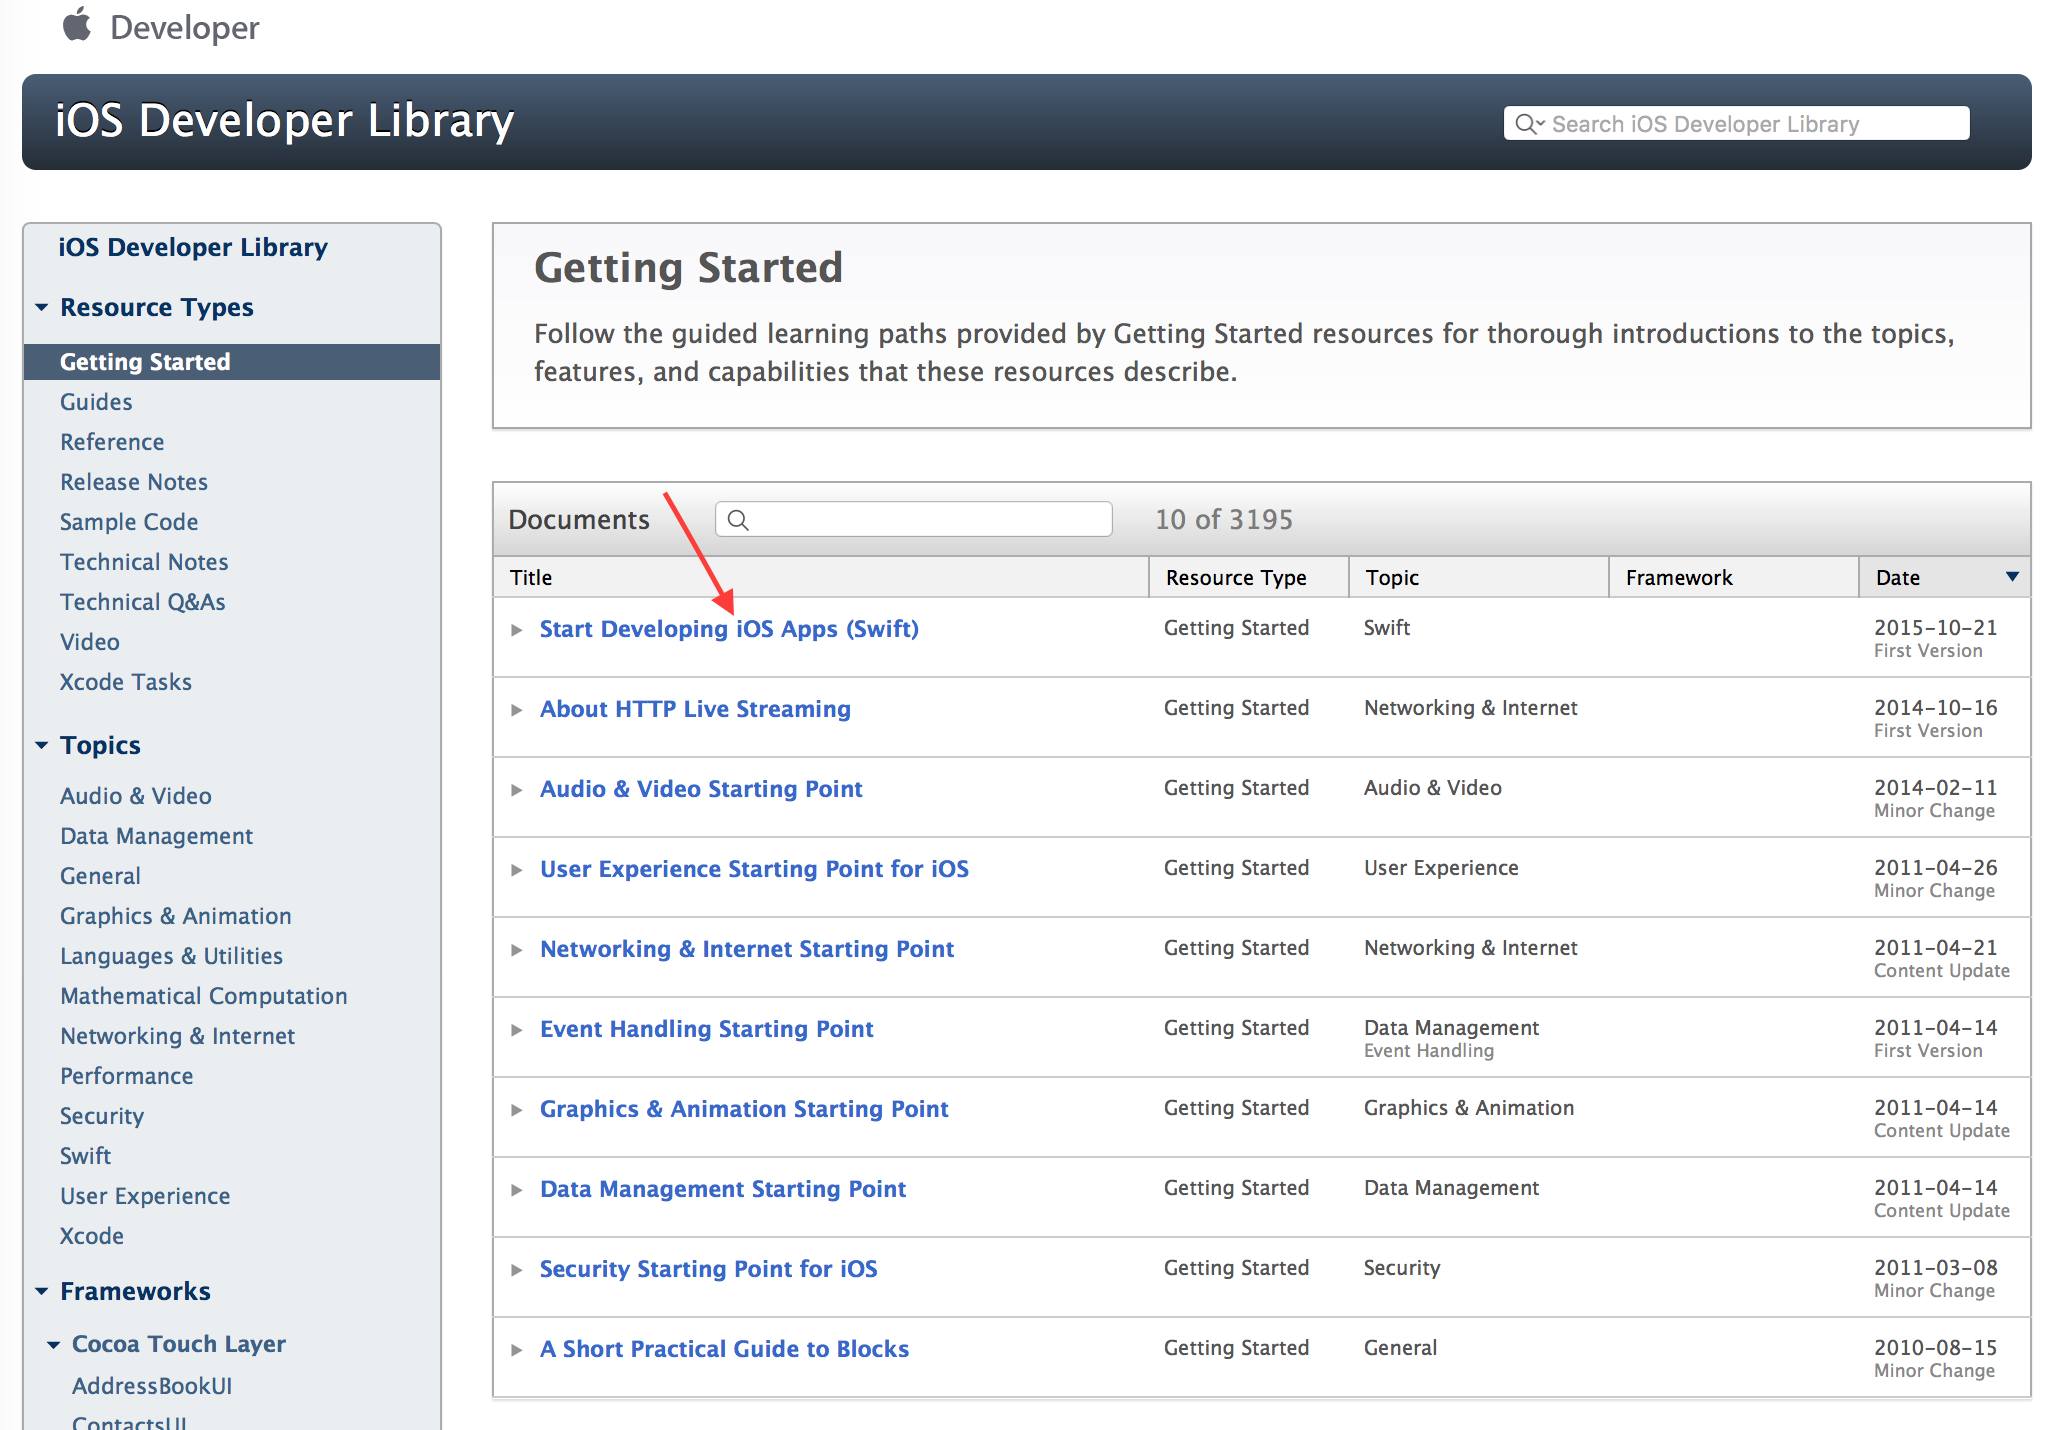 Developer
iOS Developer Library
Search iOS Developer Library
iOS Developer Library
Resource Types
Getting Started
Guides
Reference
Release Notes
Sample Code
Technical Notes
Technical Q&As
Video
Xcode Tasks
Topics
Audio & Video
Data Management
General
Graphics & Animation
Languages & Utilities
Mathematical Computation
Networking & Internet
Performance
Security
Swift
User Experience
Xcode
Frameworks
Cocoa Touch Layer
AddressBookUI
ContactsUI
Getting Started
Follow the guided learning paths provided by Getting Started resources for thorough introductions to the topics,
features, and capabilities that these resources describe.
Documents 10 of 3195
Title Resource Type Topic Framework Date
Start Developing iOS Apps (Swift) Getting Started Swift 2015-10-21
First Version
About HTTP Live Streaming Getting Started Networking & Internet 2014-10-16
First Version
Audio & Video Starting Point Getting Started Audio & Video 2014-02-11
Minor Change
User Experience Starting Point for iOS Getting Started User Experience 2011-04-26
Minor Change
Networking & Internet Starting Point Getting Started Networking & Internet 2011-04-21
Content Update
Event Handling Starting Point Getting Started Data Management 2011-04-14
Event Handling First Version
Graphics & Animation Starting Point Getting Started Graphics & Animation 2011-04-14
Content Update
Data Management Starting Point Getting Started Data Management 2011-04-14
Content Update
Security Starting Point for iOS Getting Started Security 2011-03-08
Minor Change
A Short Practical Guide to Blocks Getting Started General 2010-08-15
Minor Change